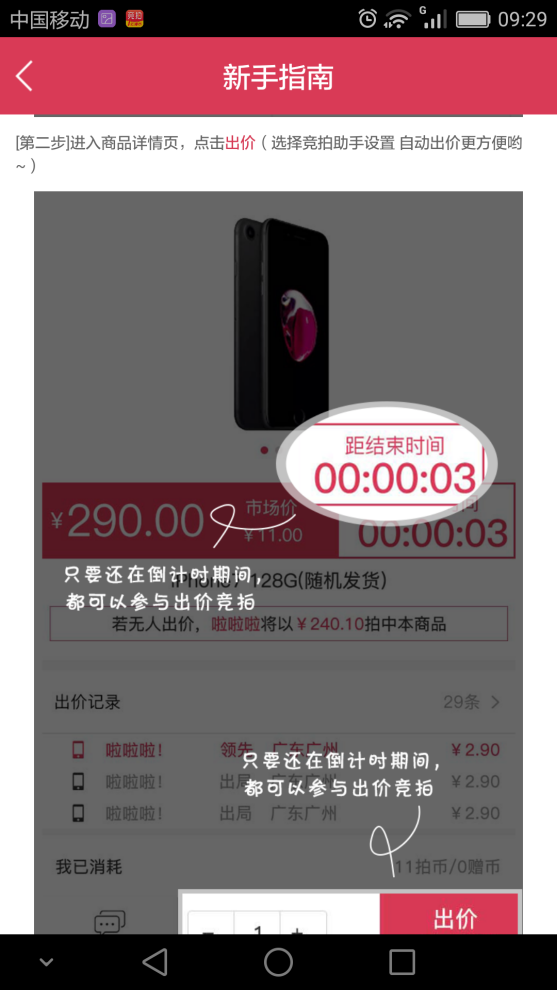 中国移动 竞拍 G 09:29
新手指南
[第二步]进入商品详情页，点击出价（选择竞拍助手设置 自动出价更方便哟
~）
距结束时间
00:00:03
¥290.00 市场价
¥11.00 00:00:03
只要还在倒计时期间,
iPhone7 128G(随机发货)
都可以参与出价竞拍
若无人出价，啦啦啦将以¥240.10拍中本商品
出价记录 29条 >
啦啦啦！ 领先 广东广州 ¥2.90
只要还在倒计时期间,
啦啦啦！ 出局 广东广州 ¥2.90
都可以参与出价竞拍
啦啦啦！ 出局 广东广州 ¥2.90
我已消耗 11拍币/0赠币
− 1 + 出价